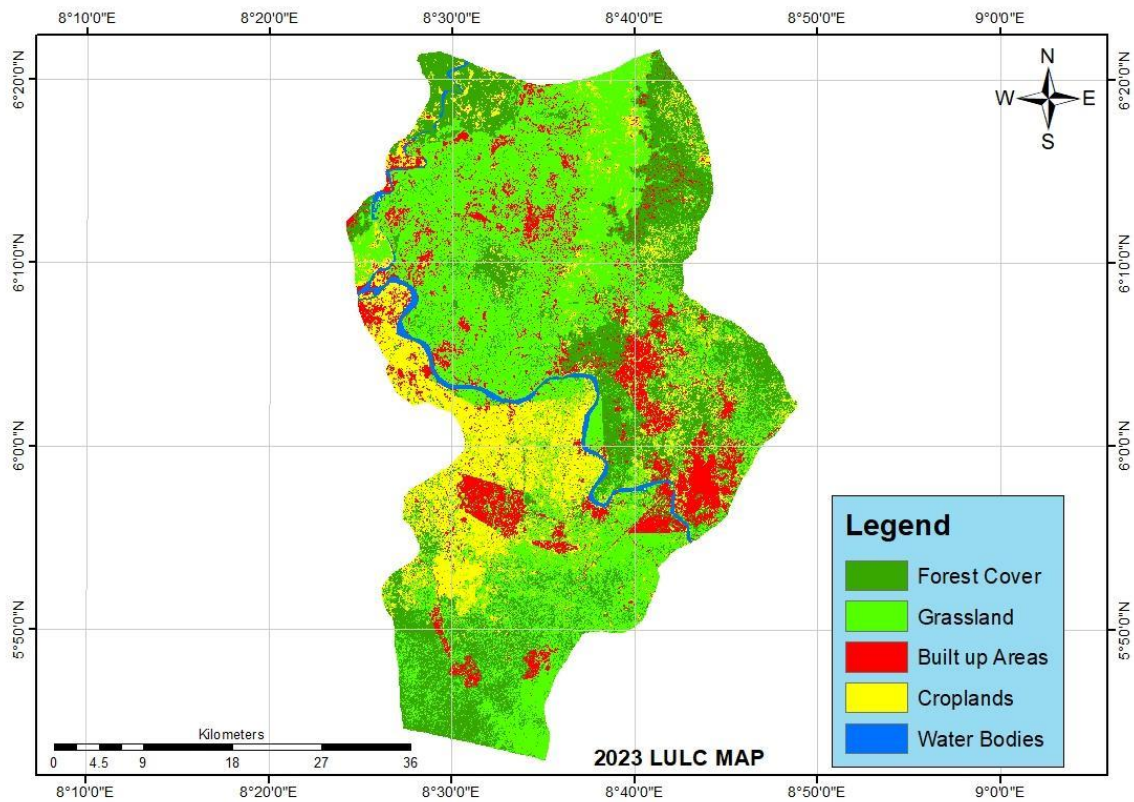 8°10'0"E 8°20'0"E 8°30'0"E 8°40'0"E 8°50'0"E 9°0'0"E
N
W E
S
6°20'0"N 6°20'0"N
6°10'0"N 6°10'0"N
6°0'0"N 6°0'0"N
5°50'0"N 5°50'0"N
Legend
Forest Cover
Grassland
Built up Areas
Croplands
Water Bodies
Kilometers
0 4.5 9 18 27 36
2023 LULC MAP
8°10'0"E 8°20'0"E 8°30'0"E 8°40'0"E 8°50'0"E 9°0'0"E